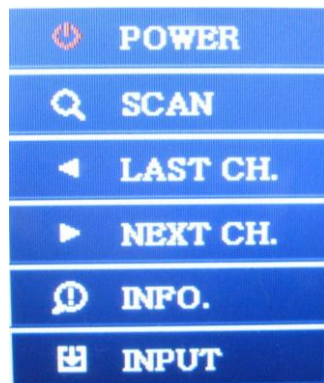 POWER
SCAN
LAST CH.
NEXT CH.
INFO.
INPUT